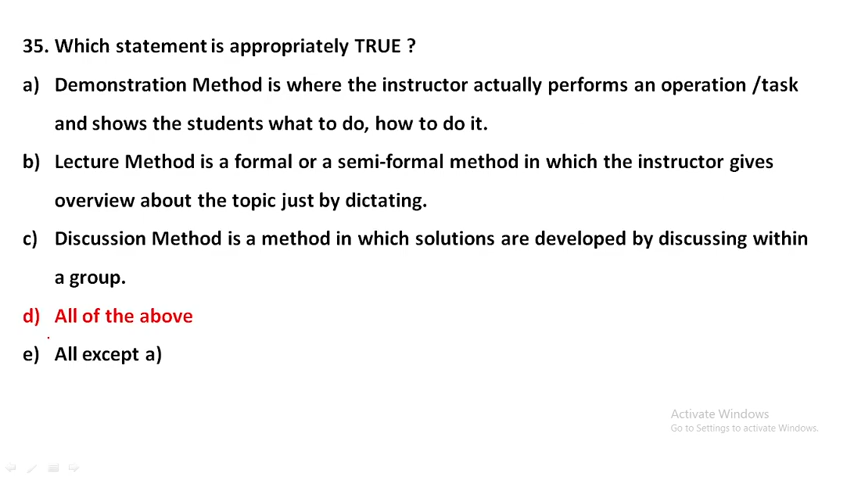 35. Which statement is appropriately TRUE ?
a) Demonstration Method is where the instructor actually performs an operation /task
and shows the students what to do, how to do it.
b) Lecture Method is a formal or a semi-formal method in which the instructor gives
overview about the topic just by dictating.
c) Discussion Method is a method in which solutions are developed by discussing within
a group.
d) All of the above
e) All except a)
Activate Windows
Go to Settings to activate Windows.